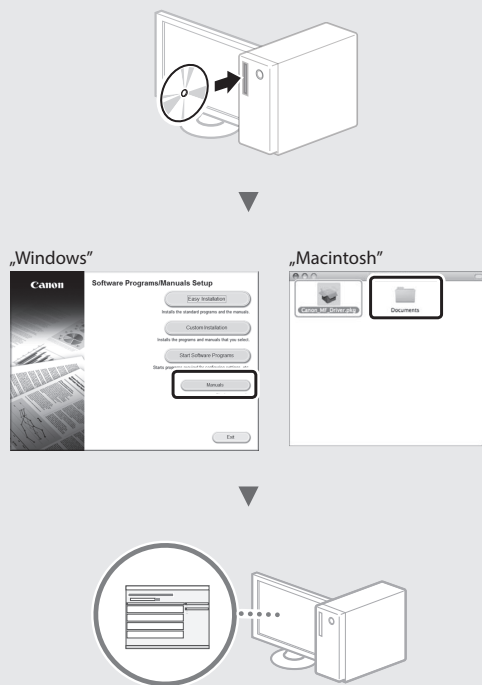 „Windows”
„Macintosh”
Canon
Software Programs/Manuals Setup
Easy Installation
Installs the standard programs and the manuals.
Custom Installation
Installs the programs and manuals that you select.
Start Software Programs
Manuals
Exit
Canon_MF_Driver.pkg
Documents